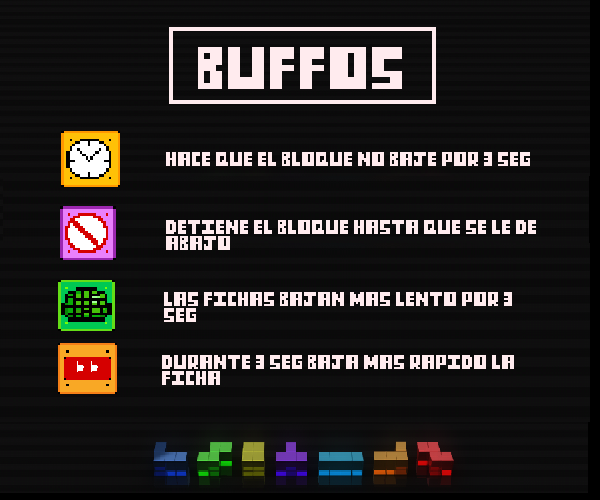 BUFFOS
HACE QUE EL BLOQUE NO BAJE POR 3 SEG
DETIENE EL BLOQUE HASTA QUE SE LE DE
ABAJO
LAS FICHAS BAJAN MAS LENTO POR 3
SEG
DURANTE 3 SEG BAJA MAS RAPIDO LA
FICHA